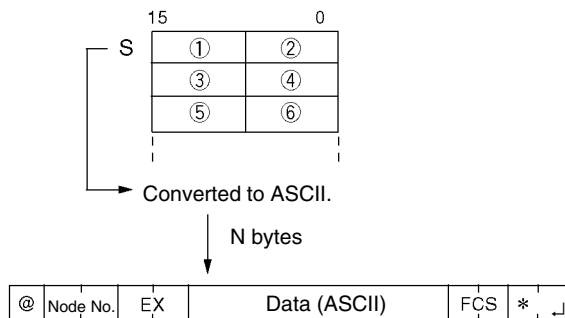 15 0
S ① ②
③ ④
⑤ ⑥
Converted to ASCII.
N bytes
@ Node No. EX Data (ASCII) FCS * ↵